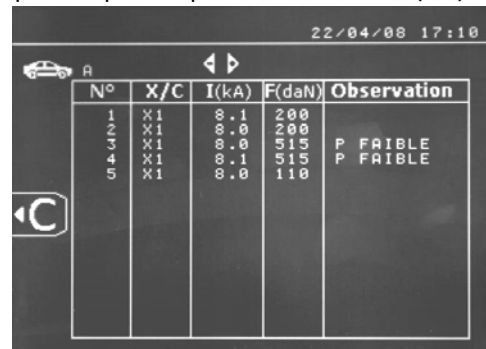 22/04/08 17:10
A
N° X/C I(kA) F(daN) Observation
1 X1 8.1 200
2 X1 8.0 200
3 X1 8.0 515 P FAIBLE
4 X1 8.1 515 P FAIBLE
5 X1 8.0 110
C